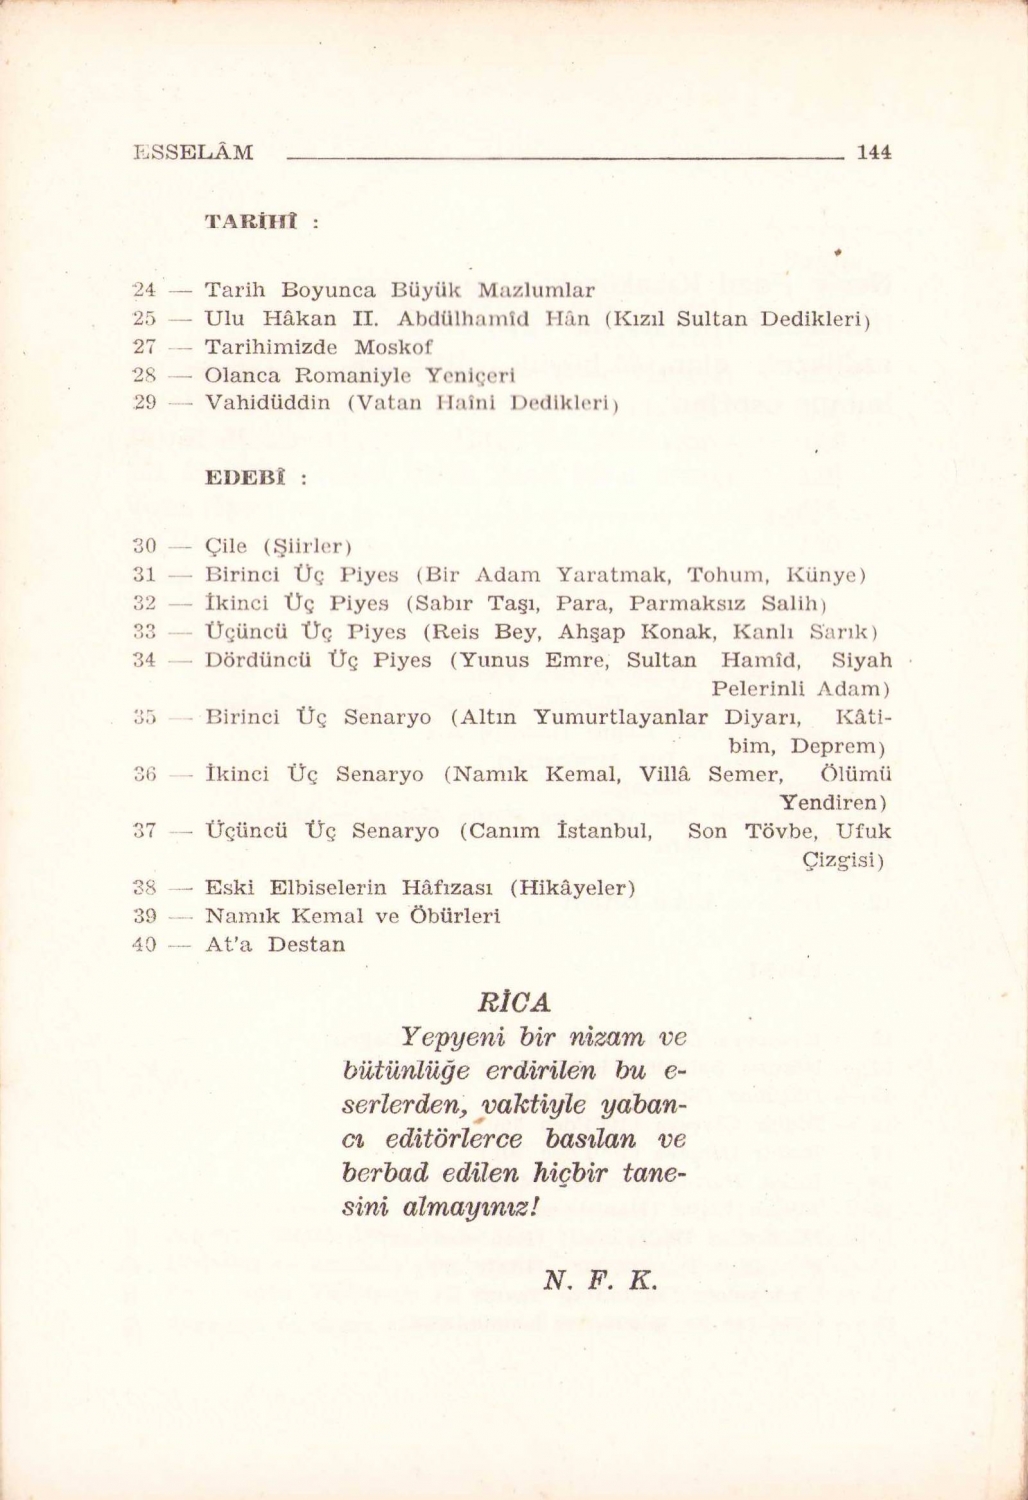 ESSELÂM 144
TARİHÎ :
24 — Tarih Boyunca Büyük Mazlumlar
25 — Ulu Hâkan II. Abdülhamîd Hân (Kızıl Sultan Dedikleri)
27 — Tarihimizde Moskof
28 — Olanca Romaniyle Yeniçeri
29 — Vahidüddin (Vatan Haini Dedikleri)
EDEBÎ :
30 — Çile (Şiirler)
31 — Birinci Üç Piyes (Bir Adam Yaratmak, Tohum, Künye)
32 — İkinci Üç Piyes (Sabır Taşı, Para, Parmaksız Salih)
33 — Üçüncü Üç Piyes (Reis Bey, Ahşap Konak, Kanlı Sarık)
34 — Dördüncü Üç Piyes (Yunus Emre, Sultan Hamîd, Siyah
Pelerinli Adam)
35 — Birinci Üç Senaryo (Altın Yumurtlayanlar Diyarı, Kâti-
bim, Deprem)
36 — İkinci Üç Senaryo (Namık Kemal, Villâ Semer, Ölümü
Yendiren)
37 — Üçüncü Üç Senaryo (Canım İstanbul, Son Tövbe, Ufuk
Çizgisi)
38 — Eski Elbiselerin Hâfızası (Hikâyeler)
39 — Namık Kemal ve Öbürleri
40 — At'a Destan
RİCA
Yepyeni bir nizam ve
bütünlüğe erdirilen bu e-
serlerden, vaktiyle yaban-
cı editörlerce basılan ve
berbad edilen hiçbir tane-
sini almayınız!
N. F. K.